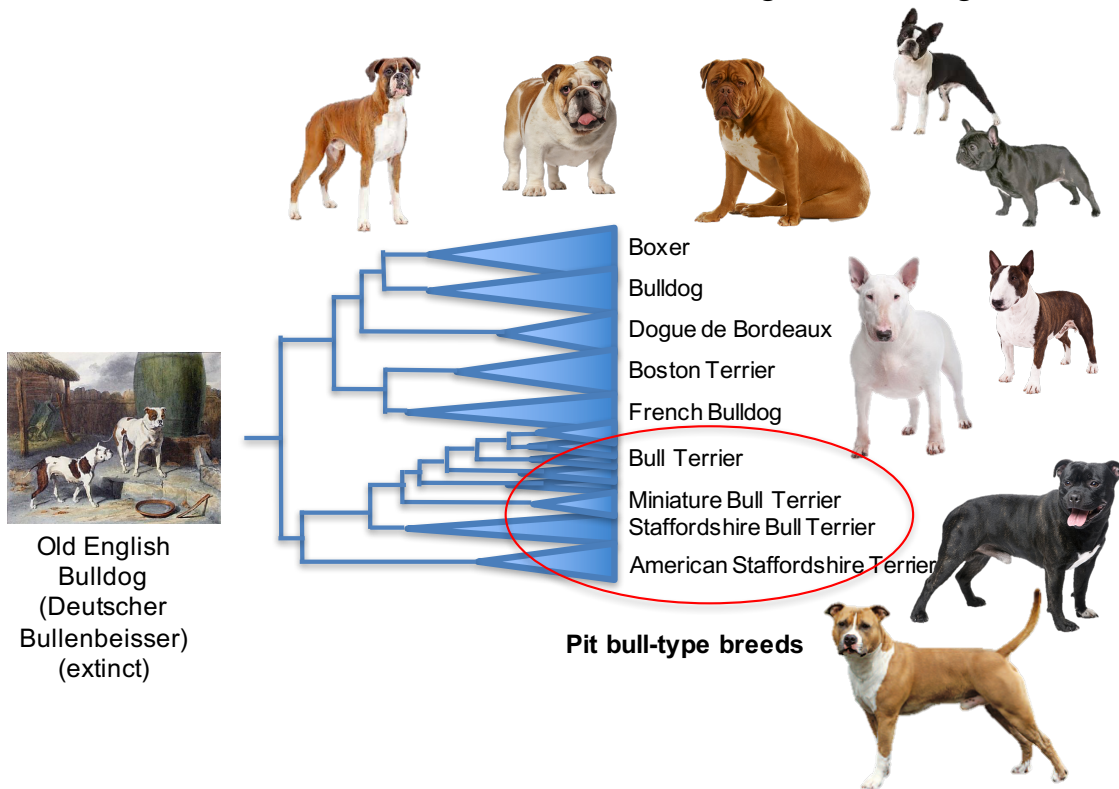 Boxer
Bulldog
Dogue de Bordeaux
Boston Terrier
French Bulldog
Bull Terrier
Miniature Bull Terrier
Staffordshire Bull Terrier
American Staffordshire Terrier
Old English
Bulldog
(Deutscher
Bullenbeisser)
(extinct)
Pit bull-type breeds